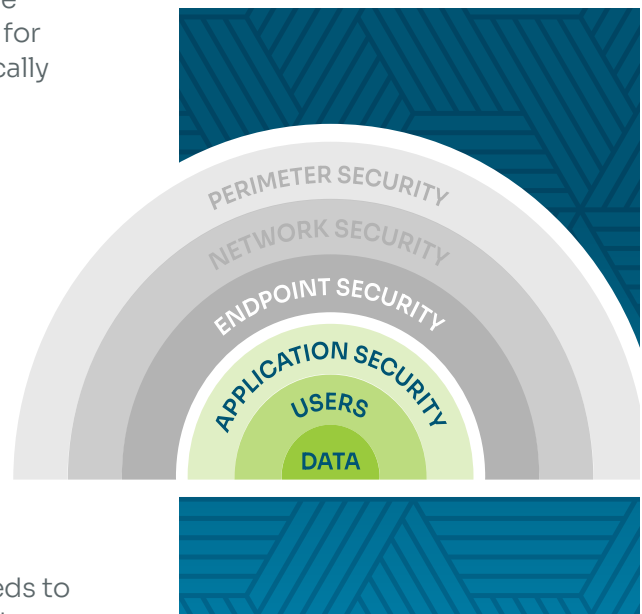 for
cally
PERIMETER SECURITY
NETWORK SECURITY
ENDPOINT SECURITY
APPLICATION SECURITY
USERS
DATA
eds to